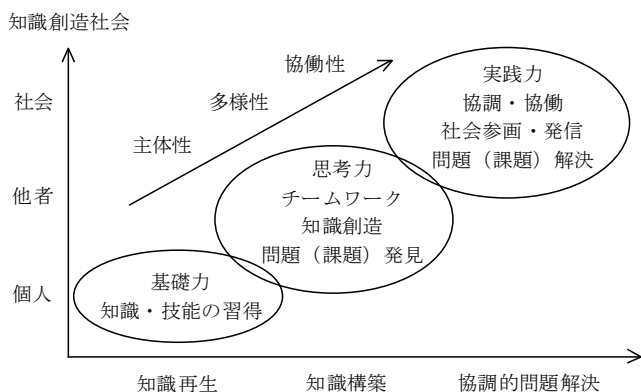 知識創造社会
社会
他者
個人
主体性
多様性
協働性
実践力
協調・協働
社会参画・発信
問題（課題）解決
思考力
チームワーク
知識創造
問題（課題）発見
基礎力
知識・技能の習得
知識再生
知識構築
協調的問題解決